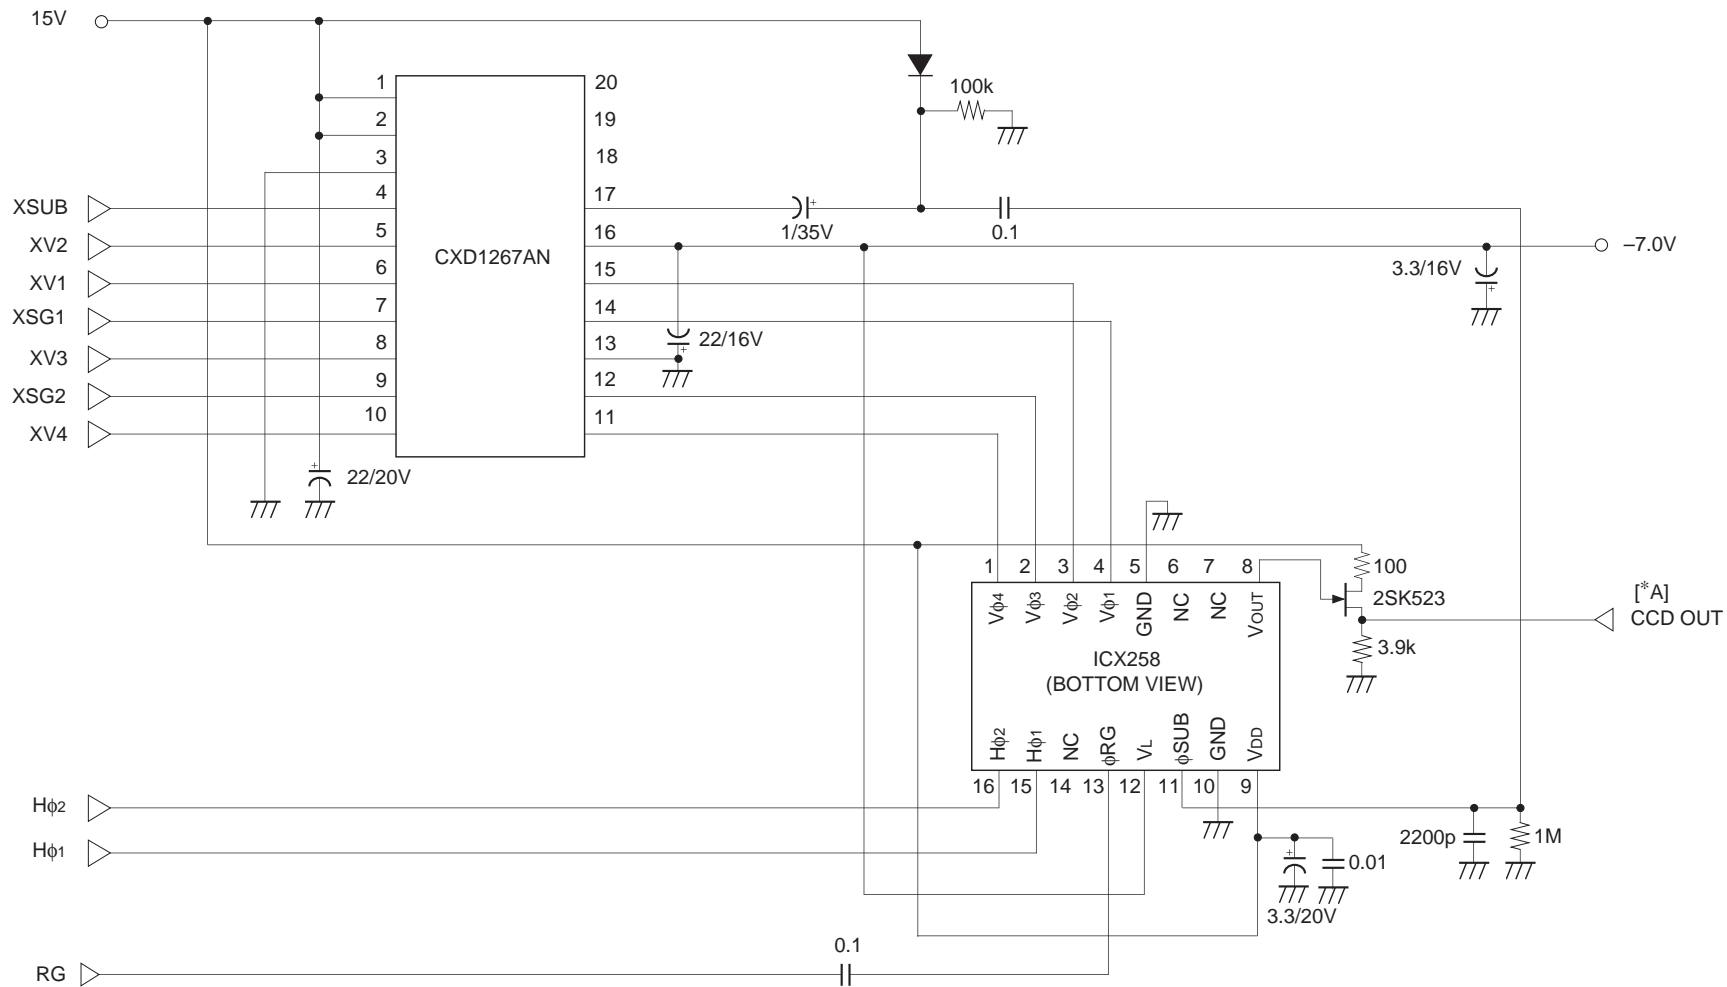 15V
1
20
100k
2
19
3
18
XSUB
4
17
1/35V
+
0.1
XV2
5
16
–7.0V
CXD1267AN
3.3/16V
+
XV1
6
15
XSG1
7
14
22/16V
+
XV3
8
13
XSG2
9
12
XV4
10
11
+
22/20V
1 2 3 4 5 6 7 8
100
2SK523
[*A]
CCD OUT
Vϕ4 Vϕ3 Vϕ2 Vϕ1 GND NC NC VOUT
3.9k
ICX258
(BOTTOM VIEW)
Hϕ2 Hϕ1 NC ϕRG VL ϕSUB GND VDD
16 15 14 13 12 11 10 9
Hϕ2
2200p
1M
Hϕ1
+
0.01
3.3/20V
0.1
RG